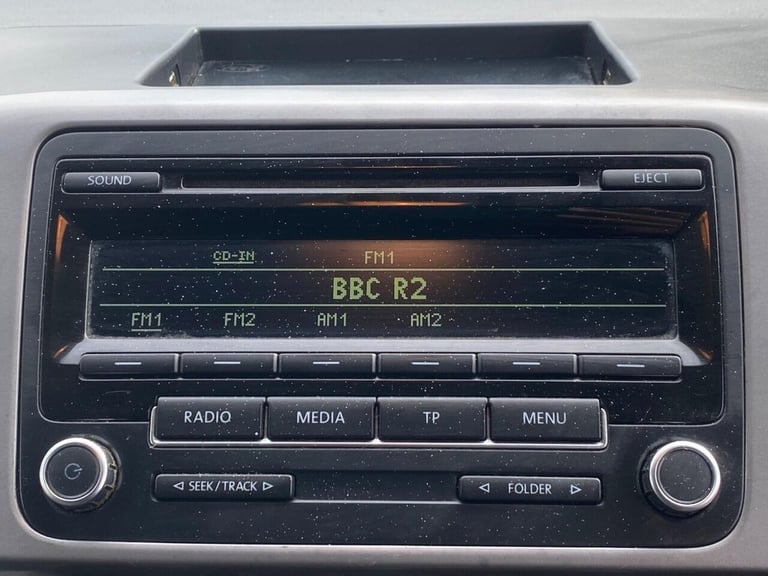 SOUND EJECT
CD-IN FM1
BBC R2
FM1 FM2 AM1 AM2
RADIO MEDIA TP MENU
SEEK/TRACK FOLDER